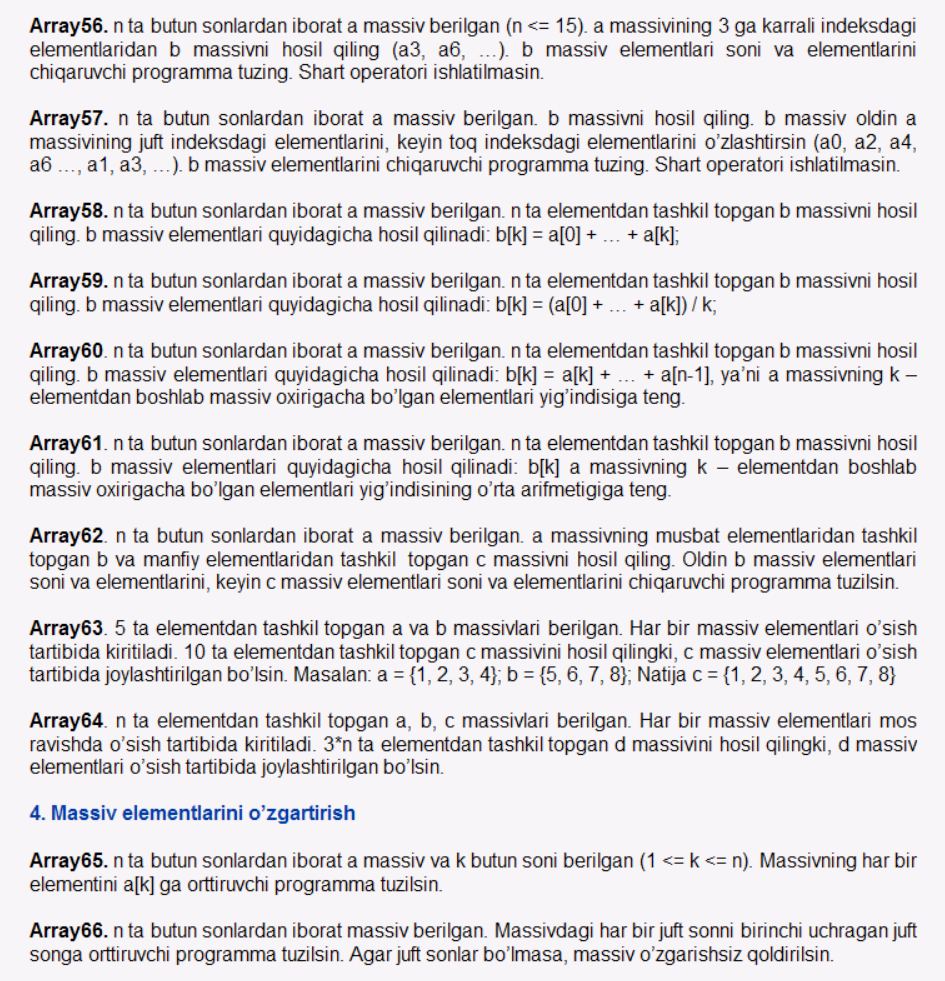 Array56. n ta butun sonlardan iborat a massiv berilgan (n <= 15). a massivining 3 ga karrali indeksdagi
elementlaridan b massivni hosil qiling (a3, a6, …). b massiv elementlari soni va elementlarini
chiqaruvchi programma tuzing. Shart operatori ishlatilmasin.
Array57. n ta butun sonlardan iborat a massiv berilgan. b massivni hosil qiling. b massiv oldin a
massivining juft indeksdagi elementlarini, keyin toq indeksdagi elementlarini o’zlashtirsin (a0, a2, a4,
a6 …, a1, a3, …). b massiv elementlarini chiqaruvchi programma tuzing. Shart operatori ishlatilmasin.
Array58. n ta butun sonlardan iborat a massiv berilgan. n ta elementdan tashkil topgan b massivni hosil
qiling. b massiv elementlari quyidagicha hosil qilinadi: b[k] = a[0] + … + a[k];
Array59. n ta butun sonlardan iborat a massiv berilgan. n ta elementdan tashkil topgan b massivni hosil
qiling. b massiv elementlari quyidagicha hosil qilinadi: b[k] = (a[0] + … + a[k]) / k;
Array60. n ta butun sonlardan iborat a massiv berilgan. n ta elementdan tashkil topgan b massivni hosil
qiling. b massiv elementlari quyidagicha hosil qilinadi: b[k] = a[k] + … + a[n-1], ya’ni a massivning k –
elementdan boshlab massiv oxirigacha bo’lgan elementlari yig’indisiga teng.
Array61. n ta butun sonlardan iborat a massiv berilgan. n ta elementdan tashkil topgan b massivni hosil
qiling. b massiv elementlari quyidagicha hosil qilinadi: b[k] a massivning k – elementdan boshlab
massiv oxirigacha bo’lgan elementlari yig’indisining o’rta arifmetigiga teng.
Array62. n ta butun sonlardan iborat a massiv berilgan. a massivning musbat elementlaridan tashkil
topgan b va manfiy elementlaridan tashkil topgan c massivni hosil qiling. Oldin b massiv elementlari
soni va elementlarini, keyin c massiv elementlari soni va elementlarini chiqaruvchi programma tuzilsin.
Array63. 5 ta elementdan tashkil topgan a va b massivlari berilgan. Har bir massiv elementlari o’sish
tartibida kiritiladi. 10 ta elementdan tashkil topgan c massivini hosil qilingki, c massiv elementlari o’sish
tartibida joylashtirilgan bo’lsin. Masalan: a = {1, 2, 3, 4}; b = {5, 6, 7, 8}; Natija c = {1, 2, 3, 4, 5, 6, 7, 8}
Array64. n ta elementdan tashkil topgan a, b, c massivlari berilgan. Har bir massiv elementlari mos
ravishda o’sish tartibida kiritiladi. 3*n ta elementdan tashkil topgan d massivini hosil qilingki, d massiv
elementlari o’sish tartibida joylashtirilgan bo’lsin.
4. Massiv elementlarini o’zgartirish
Array65. n ta butun sonlardan iborat a massiv va k butun soni berilgan (1 <= k <= n). Massivning har bir
elementini a[k] ga orttiruvchi programma tuzilsin.
Array66. n ta butun sonlardan iborat massiv berilgan. Massivdagi har bir juft sonni birinchi uchragan juft
songa orttiruvchi programma tuzilsin. Agar juft sonlar bo’lmasa, massiv o’zgarishsiz qoldirilsin.